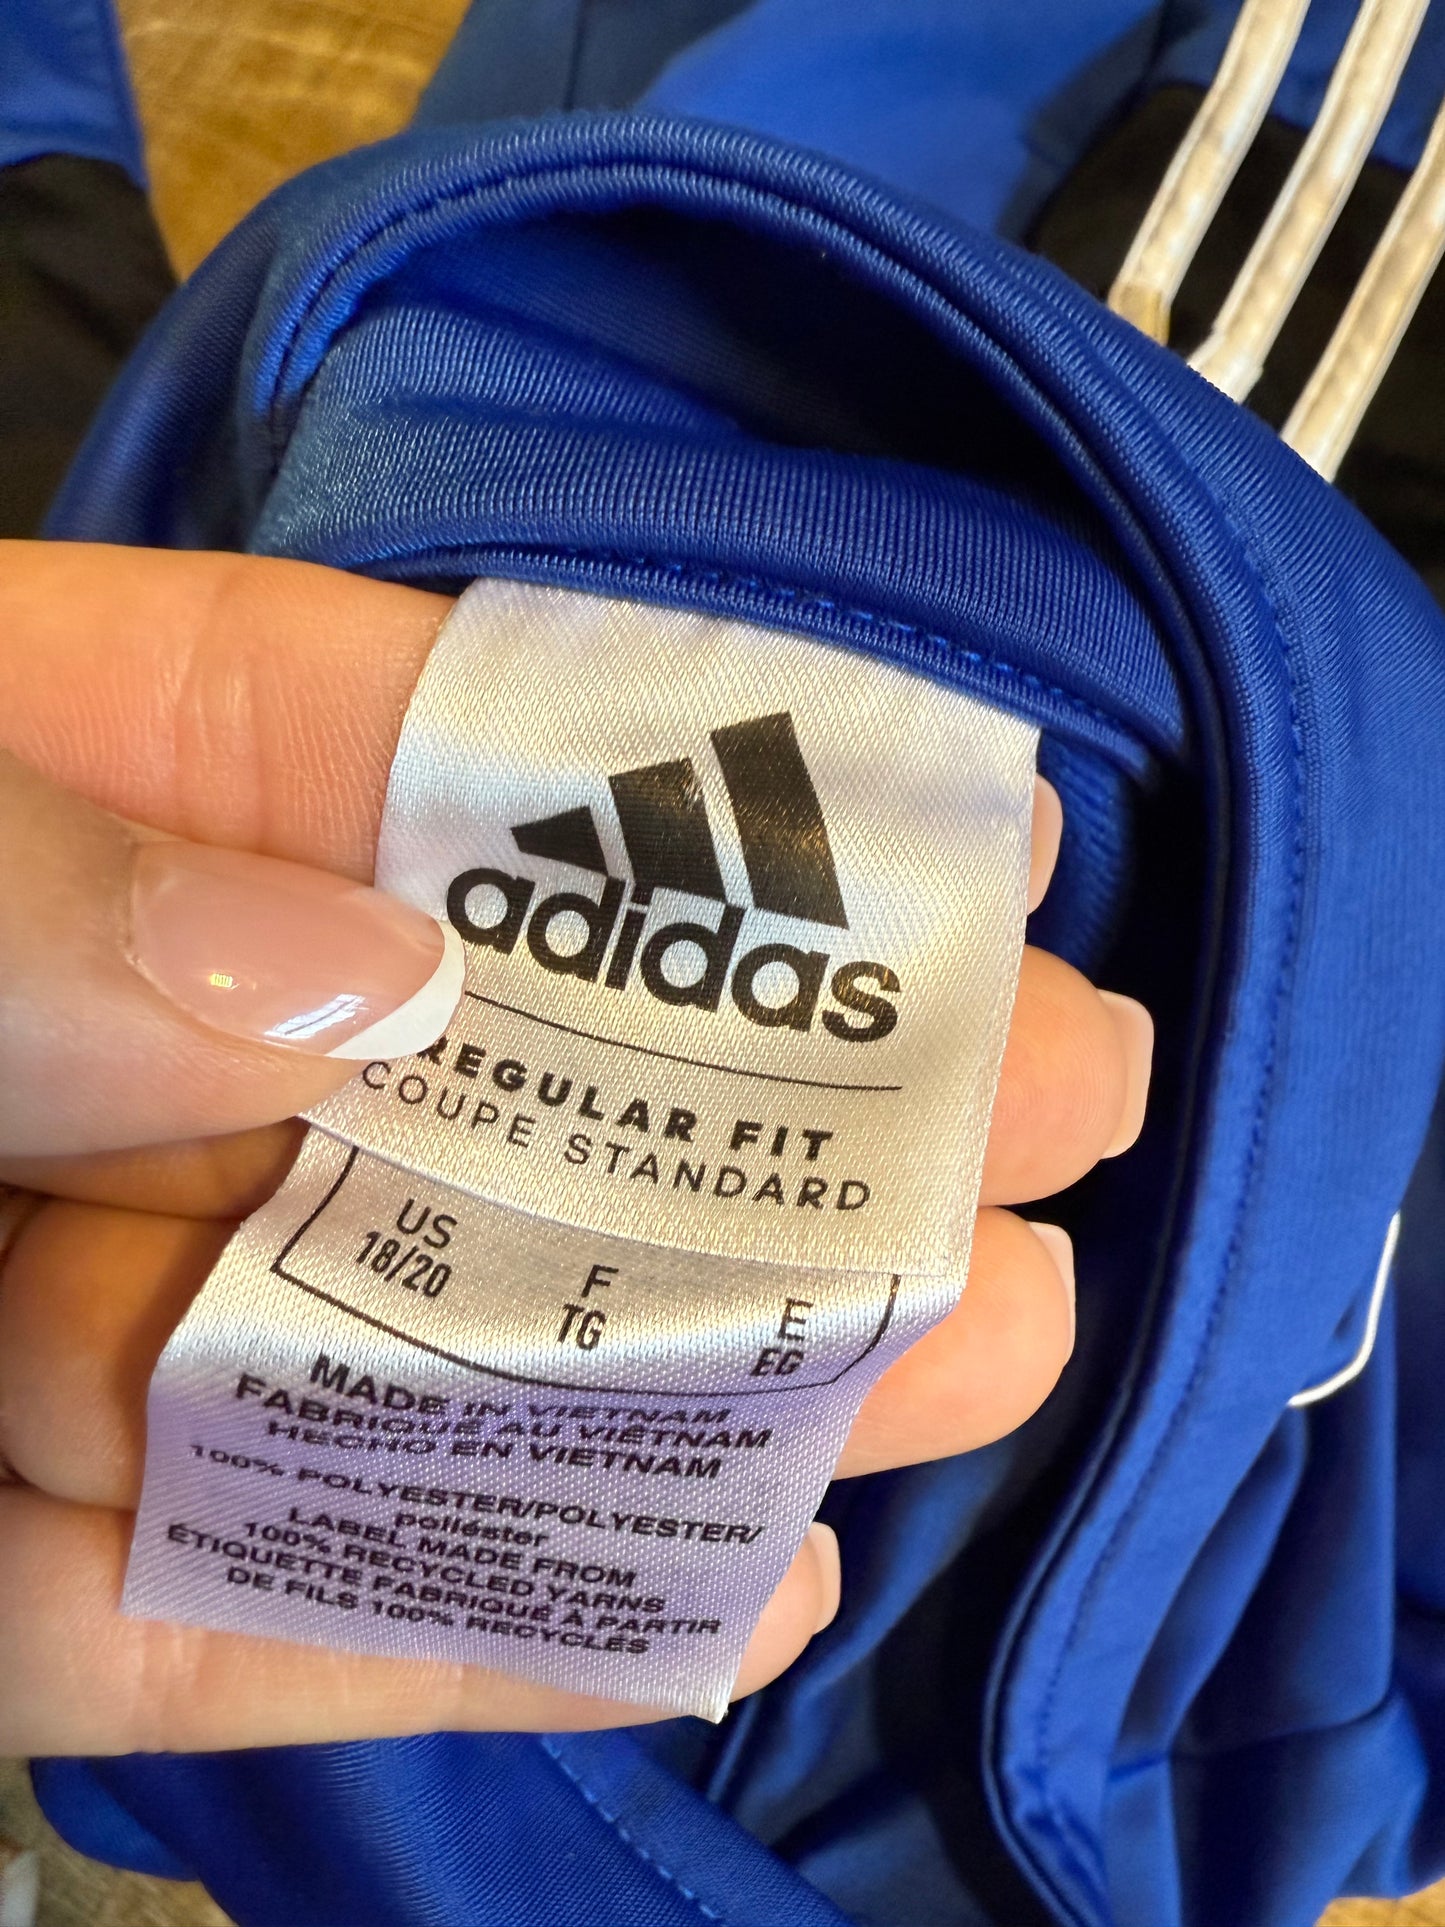 adidas
REGULAR FIT
COUPE STANDARD
US F E
18/20 TG EG
MADE IN VIETNAM
FABRIQUÉ AU VIÊTNAM
HECHO EN VIETNAM
100% POLYESTER/POLYESTER/
poliéster
LABEL MADE FROM
100% RECYCLED YARNS
ÉTIQUETTE FABRIQUÉ À PARTIR
DE FILS 100% RECYCLÉS